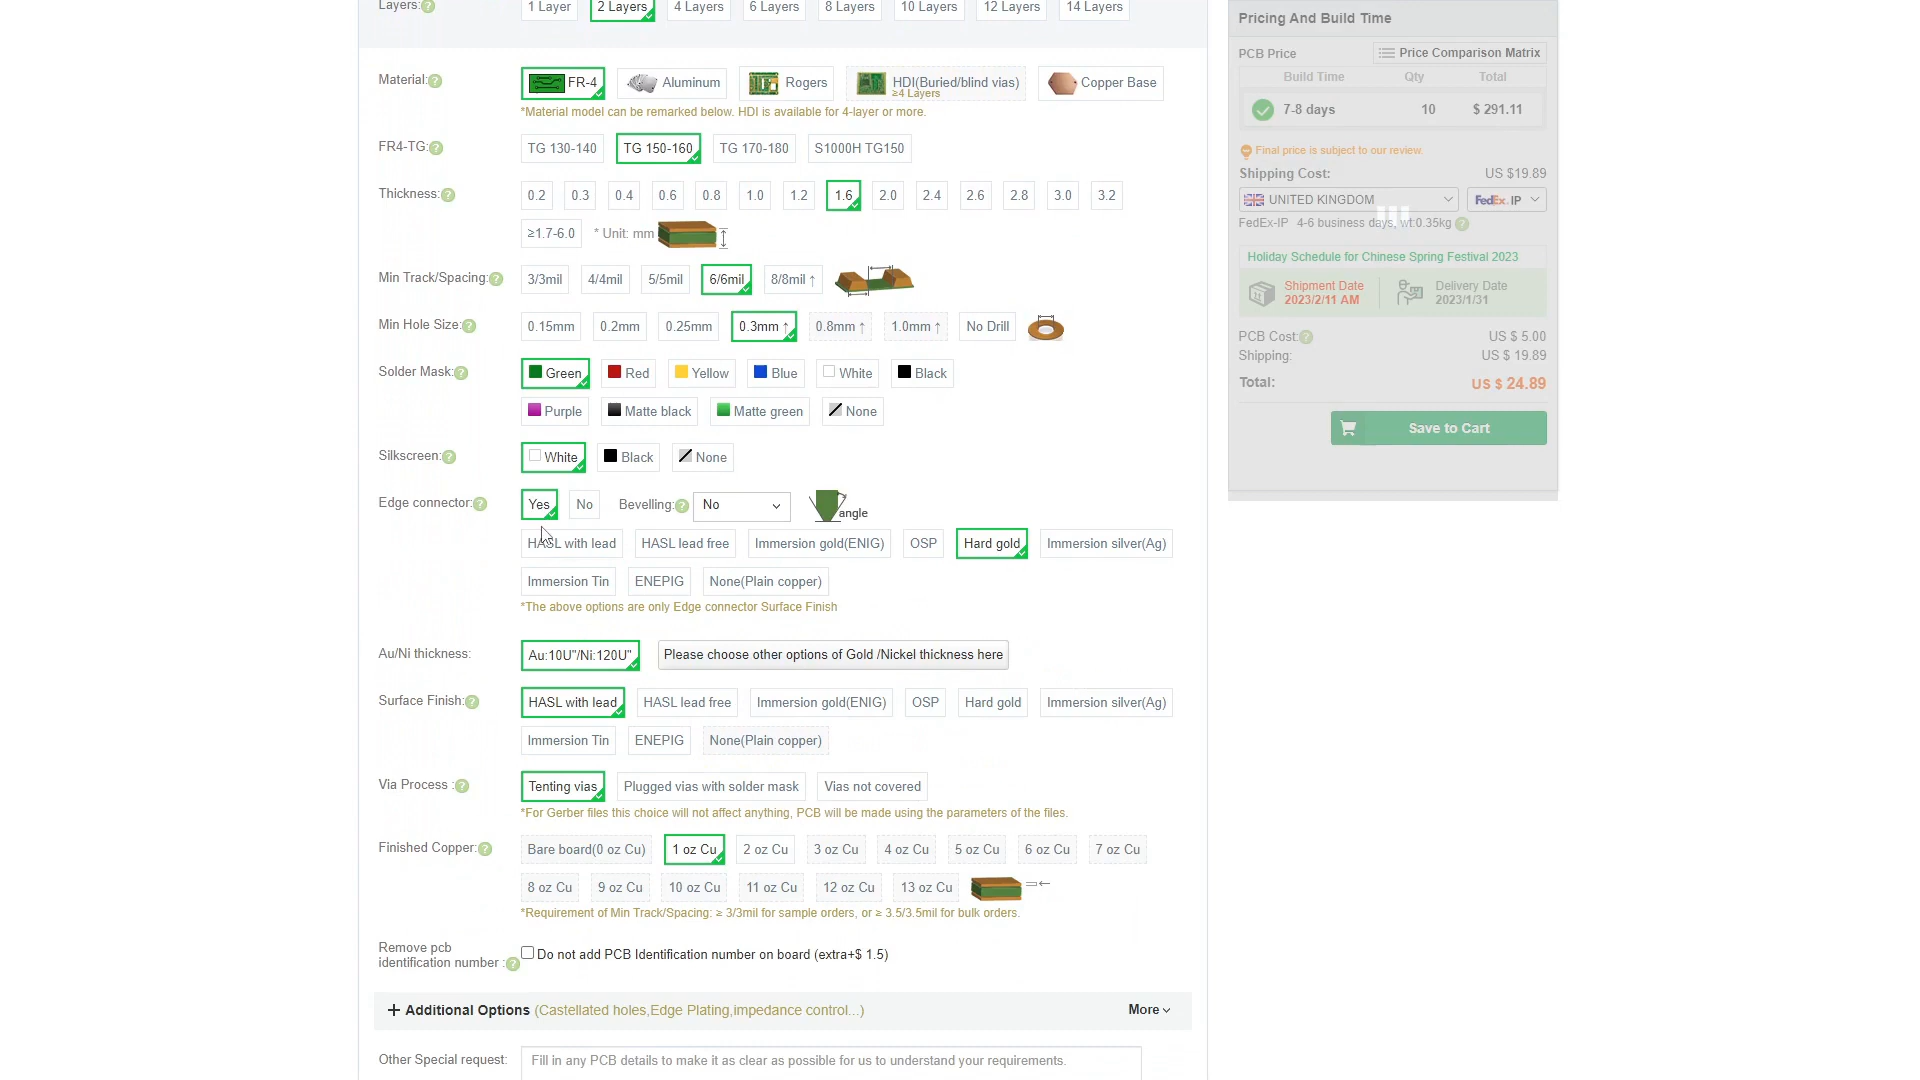 Layers:
1 Layer 2 Layers 4 Layers 6 Layers 8 Layers 10 Layers 12 Layers 14 Layers
Material: FR-4 Aluminum Rogers HDI(Buried/blind vias) ≥4 Layers Copper Base
*Material model can be remarked below. HDI is available for 4-layer or more.
FR4-TG: TG 130-140 TG 150-160 TG 170-180 S1000H TG150
Thickness: 0.2 0.3 0.4 0.6 0.8 1.0 1.2 1.6 2.0 2.4 2.6 2.8 3.0 3.2
≥1.7-6.0 * Unit: mm
Min Track/Spacing: 3/3mil 4/4mil 5/5mil 6/6mil 8/8mil ↑
Min Hole Size: 0.15mm 0.2mm 0.25mm 0.3mm ↑ 0.8mm ↑ 1.0mm ↑ No Drill
Solder Mask: Green Red Yellow Blue White Black
Purple Matte black Matte green None
Silkscreen: White Black None
Edge connector: Yes No Bevelling: No angle
HASL with lead HASL lead free Immersion gold(ENIG) OSP Hard gold Immersion silver(Ag)
Immersion Tin ENEPIG None(Plain copper)
*The above options are only Edge connector Surface Finish
Au/Ni thickness: Au:10U"/Ni:120U" Please choose other options of Gold /Nickel thickness here
Surface Finish: HASL with lead HASL lead free Immersion gold(ENIG) OSP Hard gold Immersion silver(Ag)
Immersion Tin ENEPIG None(Plain copper)
Via Process : Tenting vias Plugged vias with solder mask Vias not covered
*For Gerber files this choice will not affect anything, PCB will be made using the parameters of the files.
Finished Copper: Bare board(0 oz Cu) 1 oz Cu 2 oz Cu 3 oz Cu 4 oz Cu 5 oz Cu 6 oz Cu 7 oz Cu
8 oz Cu 9 oz Cu 10 oz Cu 11 oz Cu 12 oz Cu 13 oz Cu
*Requirement of Min Track/Spacing: ≥ 3/3mil for sample orders, or ≥ 3.5/3.5mil for bulk orders.
Remove pcb
identification number : Do not add PCB Identification number on board (extra+$ 1.5)
+ Additional Options (Castellated holes,Edge Plating,impedance control...) More
Other Special request: Fill in any PCB details to make it as clear as possible for us to understand your requirements.
Pricing And Build Time
PCB Price Price Comparison Matrix
Build Time Qty Total
7-8 days 10 $ 291.11
Final price is subject to our review.
Shipping Cost: US $19.89
UNITED KINGDOM FedEx. IP
FedEx-IP 4-6 business days, wt:0.35kg
Holiday Schedule for Chinese Spring Festival 2023
Shipment Date Delivery Date
2023/2/11 AM 2023/1/31
PCB Cost: US $ 5.00
Shipping: US $ 19.89
Total: US $ 24.89
Save to Cart